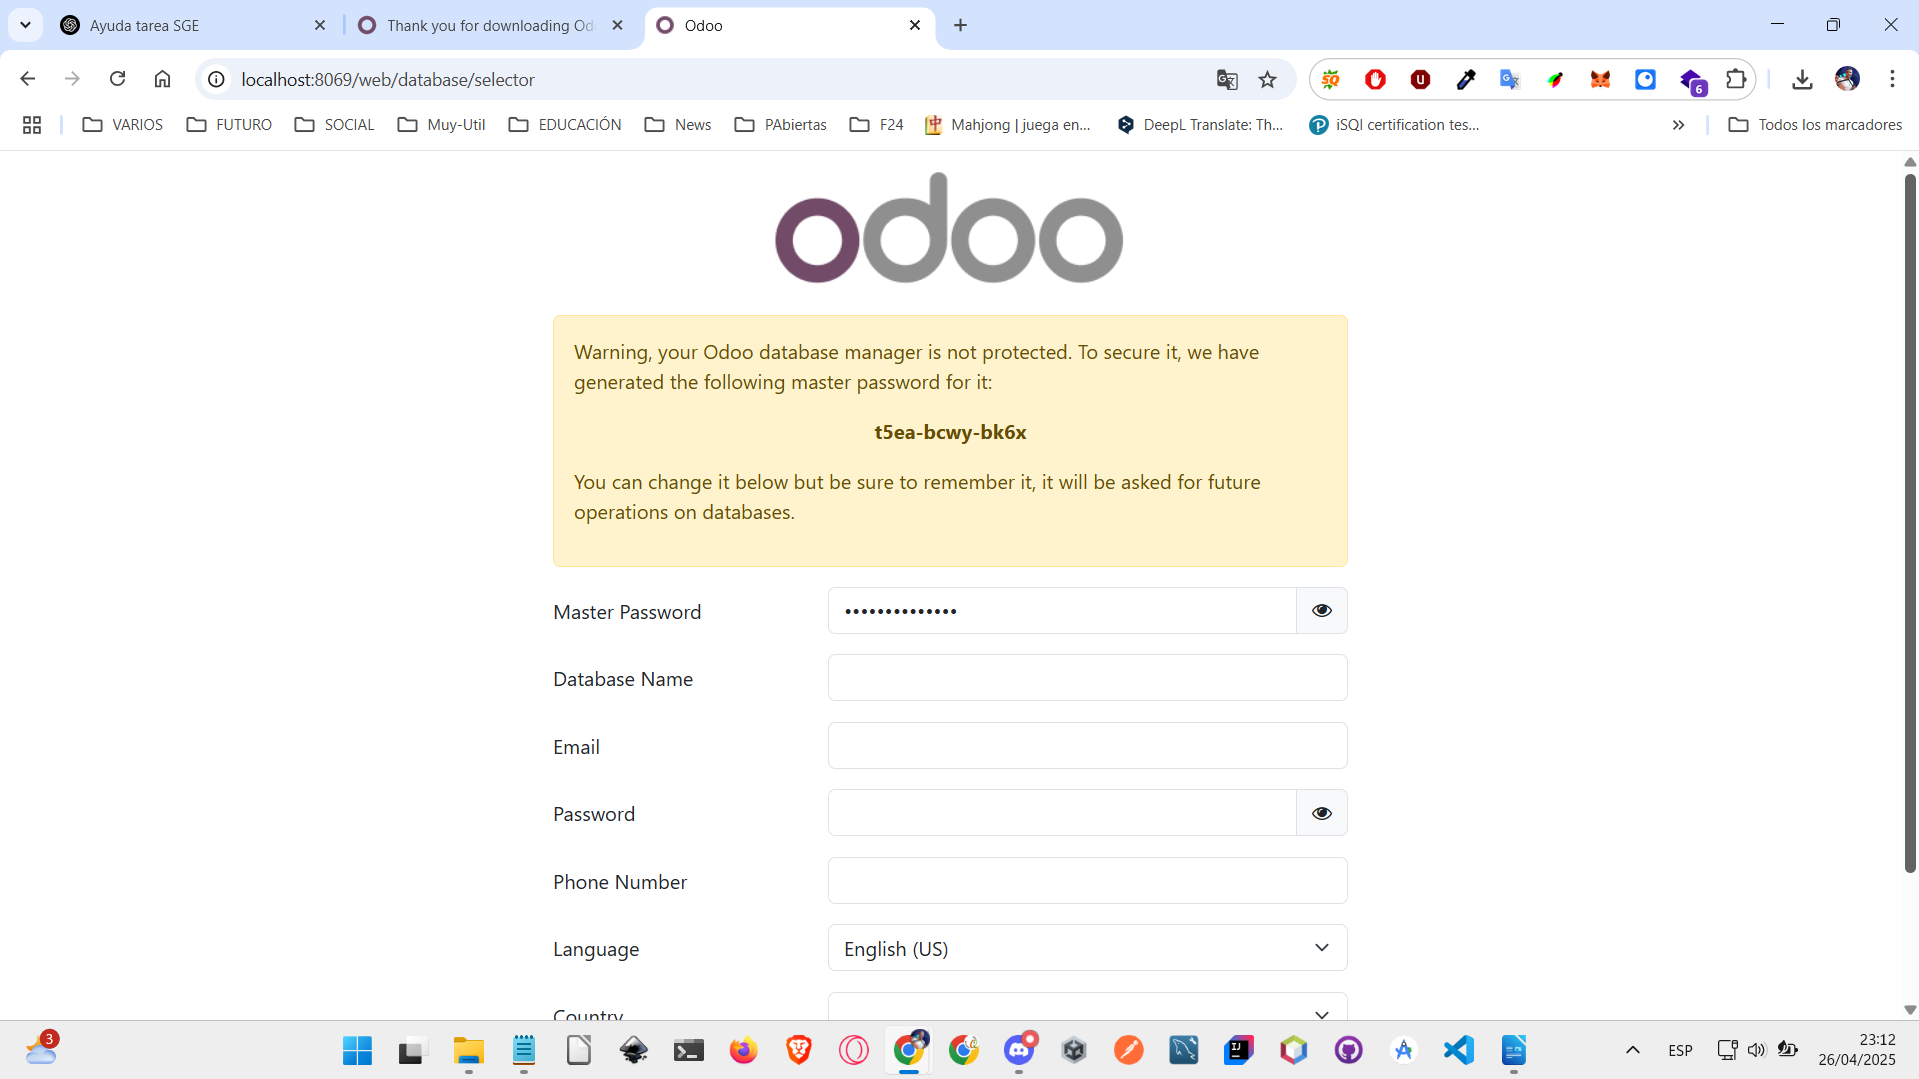 Ayuda tarea SGE
Thank you for downloading Od
Odoo
localhost:8069/web/database/selector
6
VARIOS
FUTURO
SOCIAL
Muy-Util
EDUCACIÓN
News
PAbiertas
F24
Mahjong | juega en...
DeepL Translate: Th...
iSQI certification tes...
Todos los marcadores
odoo
Warning, your Odoo database manager is not protected. To secure it, we have
generated the following master password for it:
t5ea-bcwy-bk6x
You can change it below but be sure to remember it, it will be asked for future
operations on databases.
Master Password
Database Name
Email
Password
Phone Number
Language
English (US)
Country
3
ESP
23:12
26/04/2025